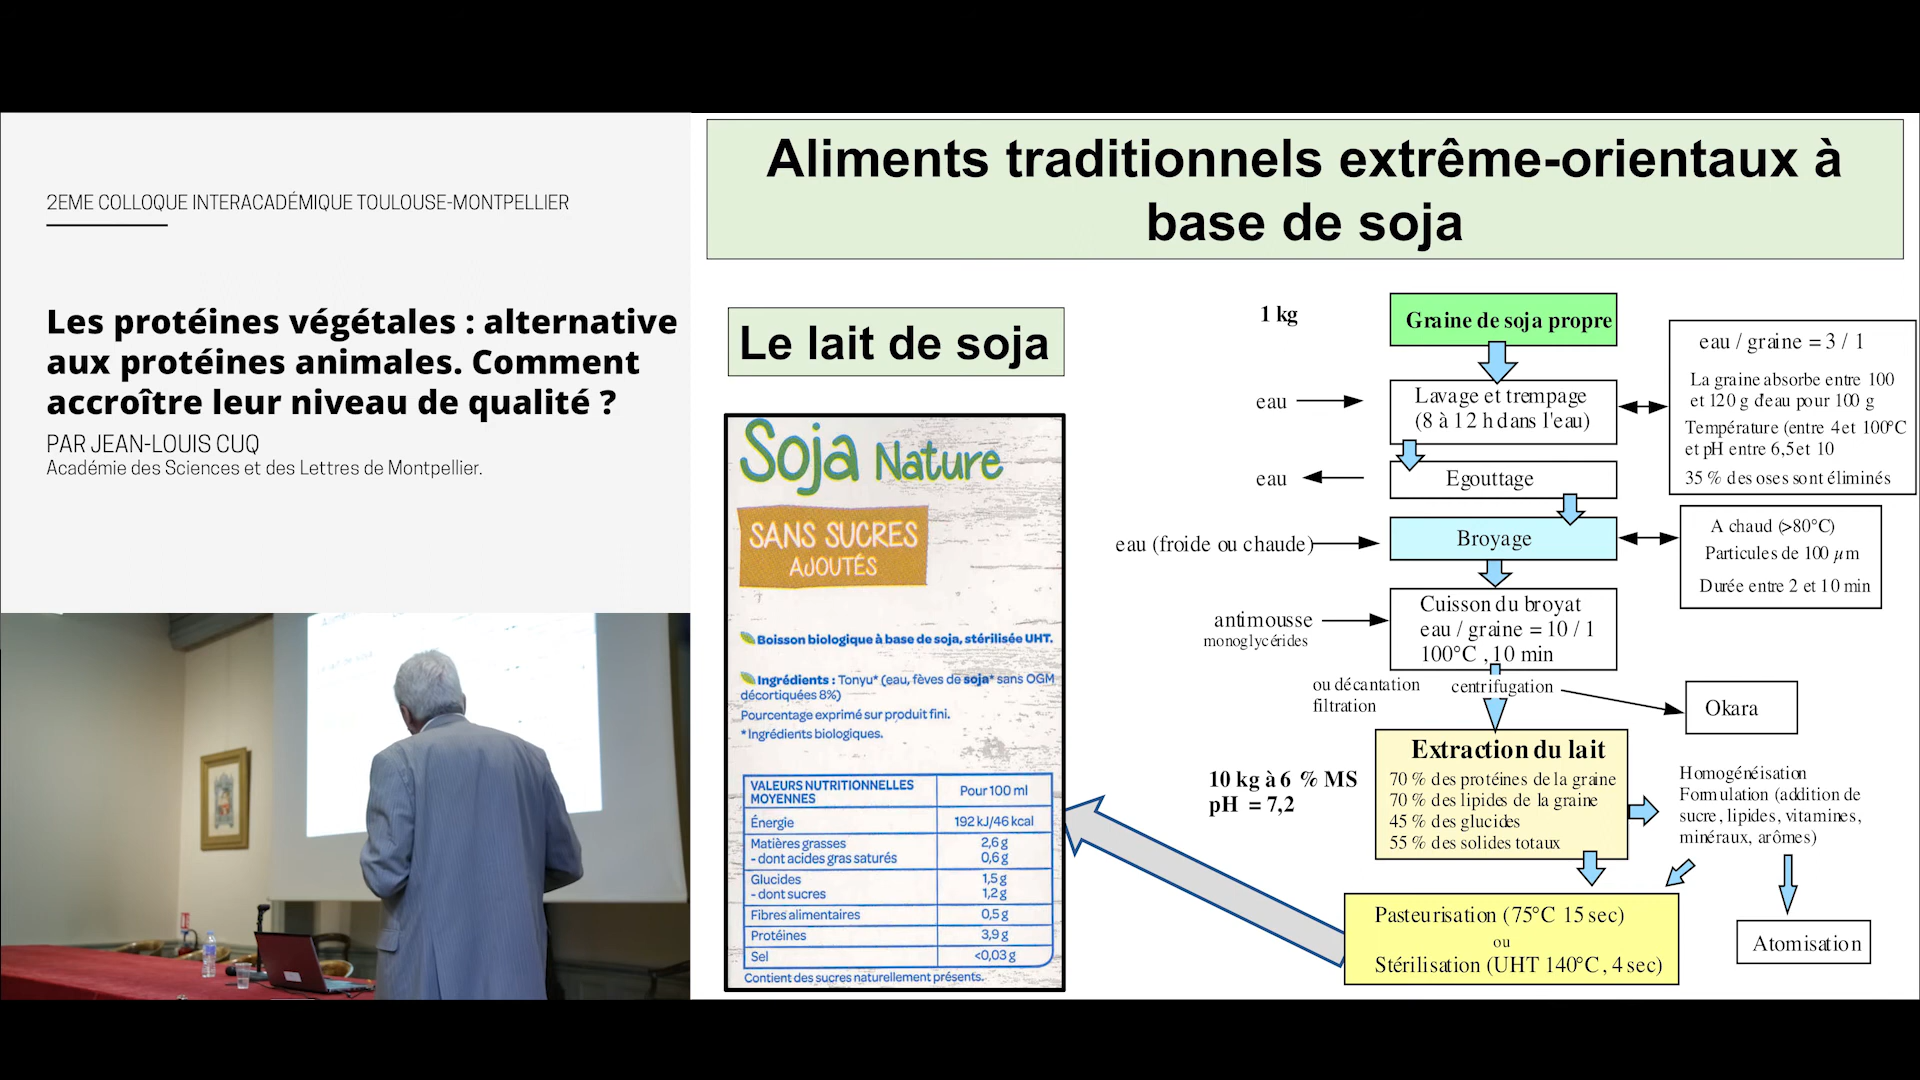 2EME COLLOQUE INTERACADÉMIQUE TOULOUSE-MONTPELLIER
Les protéines végétales : alternative
aux protéines animales. Comment
accroître leur niveau de qualité ?
PAR JEAN-LOUIS CUQ
Académie des Sciences et des Lettres de Montpellier.
Aliments traditionnels extrême-orientaux à
base de soja
Le lait de soja
Soja Nature
SANS SUCRES
AJOUTÉS
Boisson biologique à base de soja, stérilisée UHT.
Ingrédients : Tonyu* (eau, fèves de soja* sans OGM
décortiquées 8%)
Pourcentage exprimé sur produit fini.
*Ingrédients biologiques.
VALEURS NUTRITIONNELLES
MOYENNES
Pour 100 ml
Énergie 192 kJ/46 kcal
Matières grasses 2,6 g
- dont acides gras saturés 0,6 g
Glucides 1,5 g
- dont sucres 1,2 g
Fibres alimentaires 0,5 g
Protéines 3,9 g
Sel <0,03 g
Contient des sucres naturellement présents.
1 kg
Graine de soja propre
eau
Lavage et trempage
(8 à 12 h dans l'eau)
eau / graine = 3 / 1
La graine absorbe entre 100
et 120 g d'eau pour 100 g
Température (entre 4 et 100°C
et pH entre 6,5 et 10
35 % des oses sont éliminés
eau
Egouttage
eau (froide ou chaude)
Broyage
A chaud (>80°C)
Particules de 100 µm
Durée entre 2 et 10 min
antimousse
monoglycérides
Cuisson du broyat
eau / graine = 10 / 1
100°C , 10 min
ou décantation
filtration
centrifugation
Okara
10 kg à 6 % MS
pH = 7,2
Extraction du lait
70 % des protéines de la graine
70 % des lipides de la graine
45 % des glucides
55 % des solides totaux
Homogénéisation
Formulation (addition de
sucre, lipides, vitamines,
minéraux, arômes)
Pasteurisation (75°C 15 sec)
ou
Stérilisation (UHT 140°C, 4 sec)
Atomisation